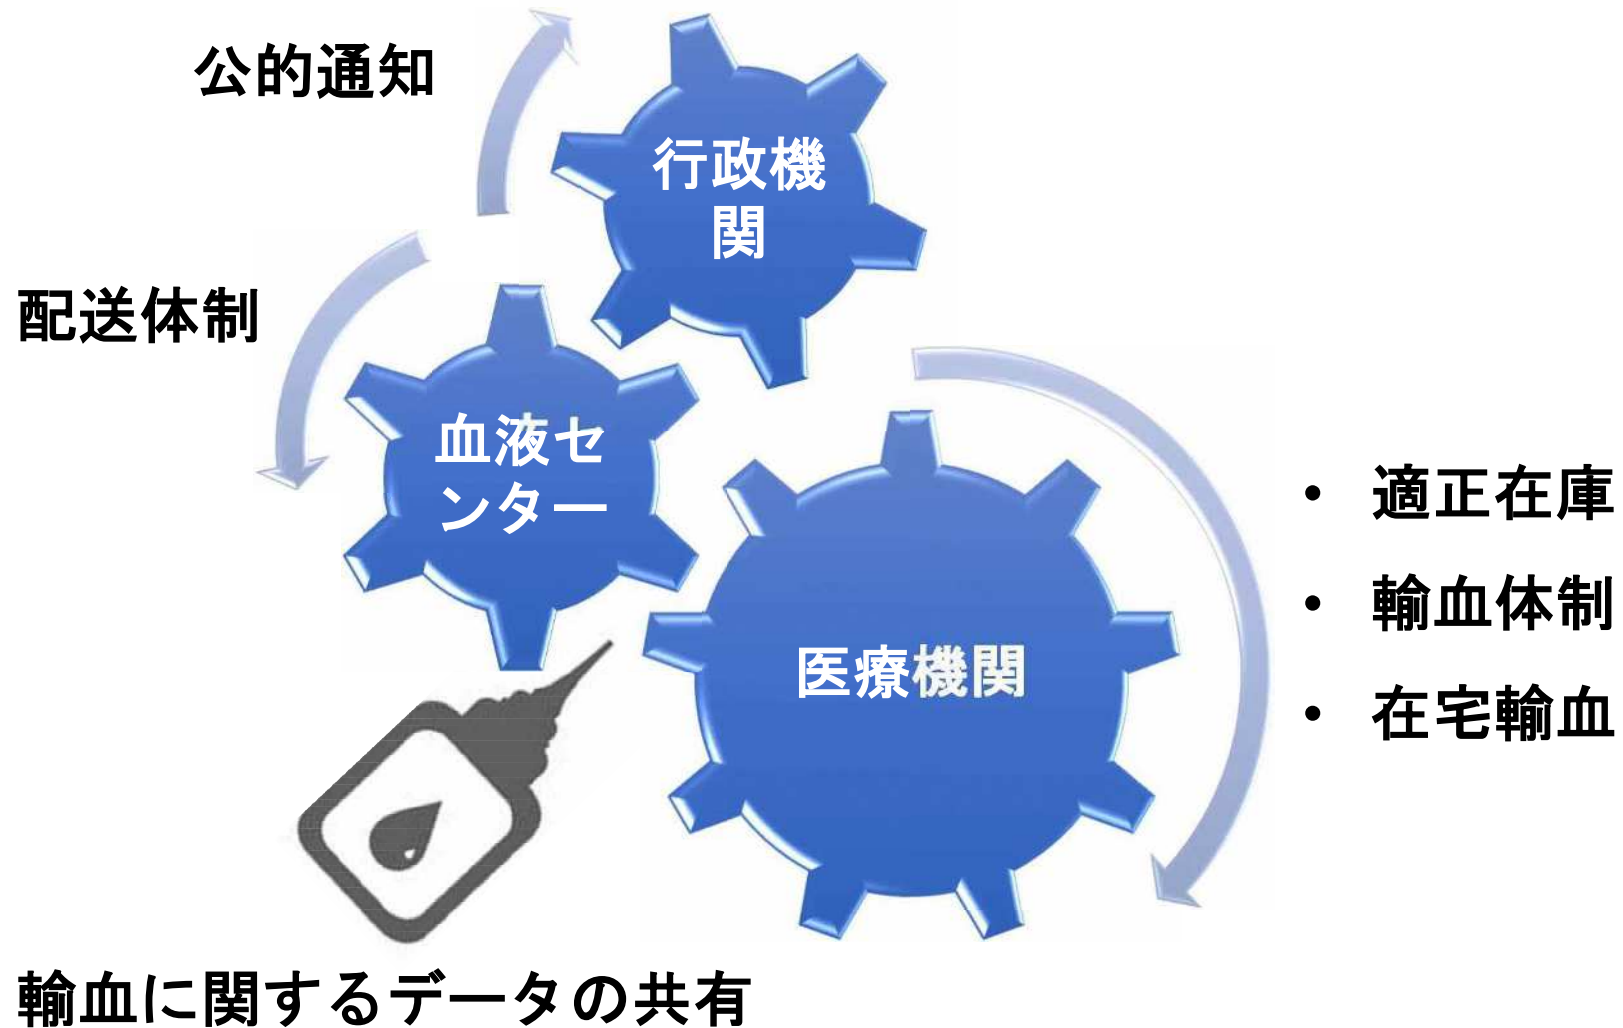 公的通知
行政機
関
配送体制
血液セ
ンター
• 適正在庫
• 輸血体制
• 在宅輸血
医療機関
輸血に関するデータの共有